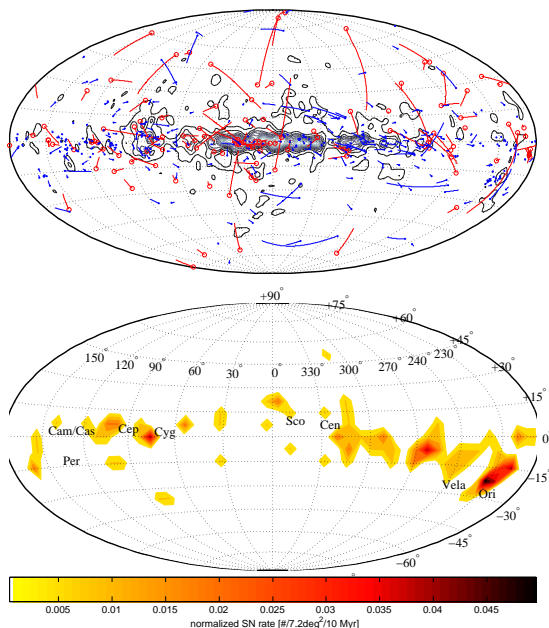 +90°
+75°
+60°
+45°
+30°
+15°
150° 120° 90° 60° 30° 0° 300° 270° 240° 230°
Cam/Cas Cep Cyg Sco Cen 0°
Per Vela Ori −15°
−30°
−45°
−60°
0.005 0.01 0.015 0.02 0.025 0.03 0.035 0.04 0.045
normalized SN rate [#/7.2deg²/10 Myr]